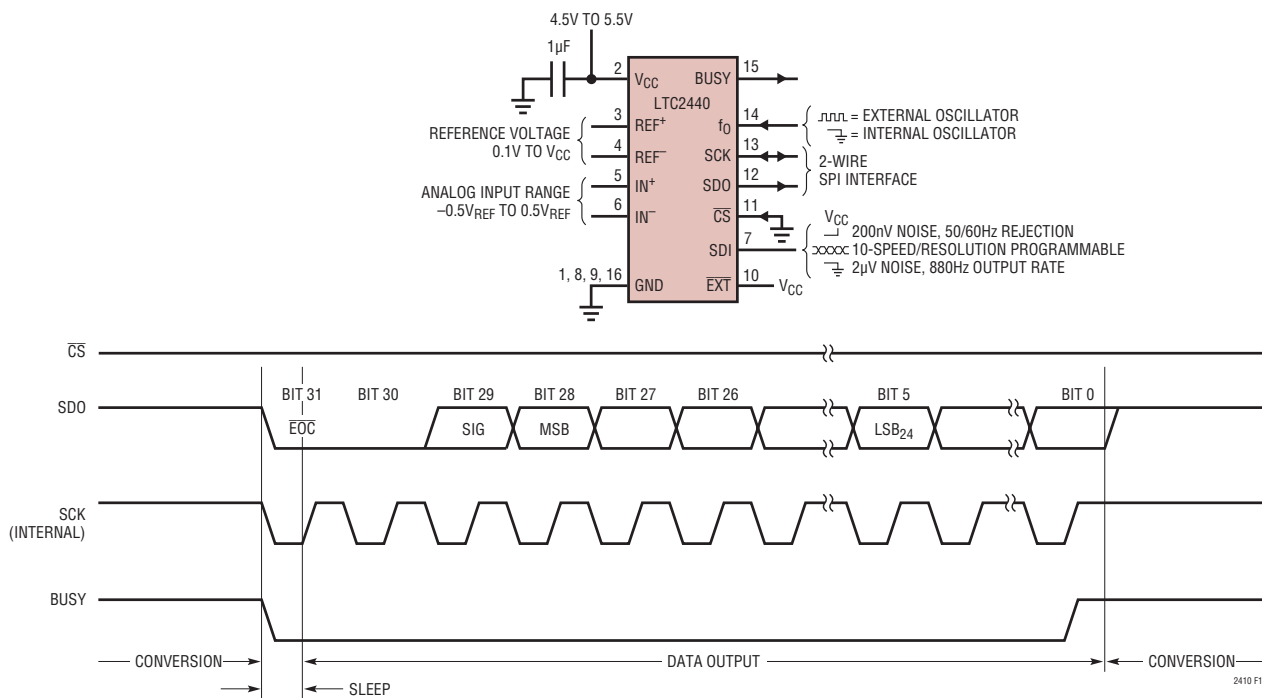 4.5V TO 5.5V
1µF
2
VCC
BUSY
15
LTC2440
REFERENCE VOLTAGE
0.1V TO VCC
3
REF+
4
REF–
fO
14
= EXTERNAL OSCILLATOR
= INTERNAL OSCILLATOR
SCK
13
SDO
12
2-WIRE
SPI INTERFACE
ANALOG INPUT RANGE
–0.5VREF TO 0.5VREF
5
IN+
6
IN–
CS
11
SDI
7
VCC
200nV NOISE, 50/60Hz REJECTION
10-SPEED/RESOLUTION PROGRAMMABLE
2µV NOISE, 880Hz OUTPUT RATE
1, 8, 9, 16
GND
EXT
10
VCC
CS
BIT 31
BIT 30
BIT 29
BIT 28
BIT 27
BIT 26
BIT 5
BIT 0
SDO
EOC
SIG
MSB
LSB24
SCK
(INTERNAL)
BUSY
CONVERSION
DATA OUTPUT
CONVERSION
SLEEP
2410 F1